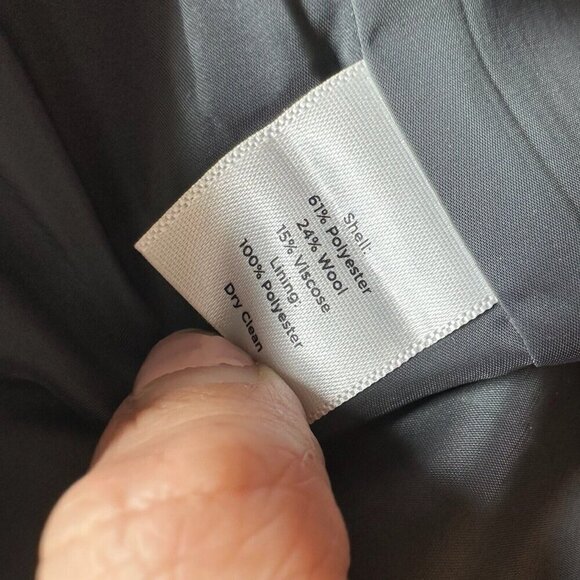 Shell:
61% Polyester
24% Wool
15% Viscose
Lining:
100% Polyester
Dry Clean